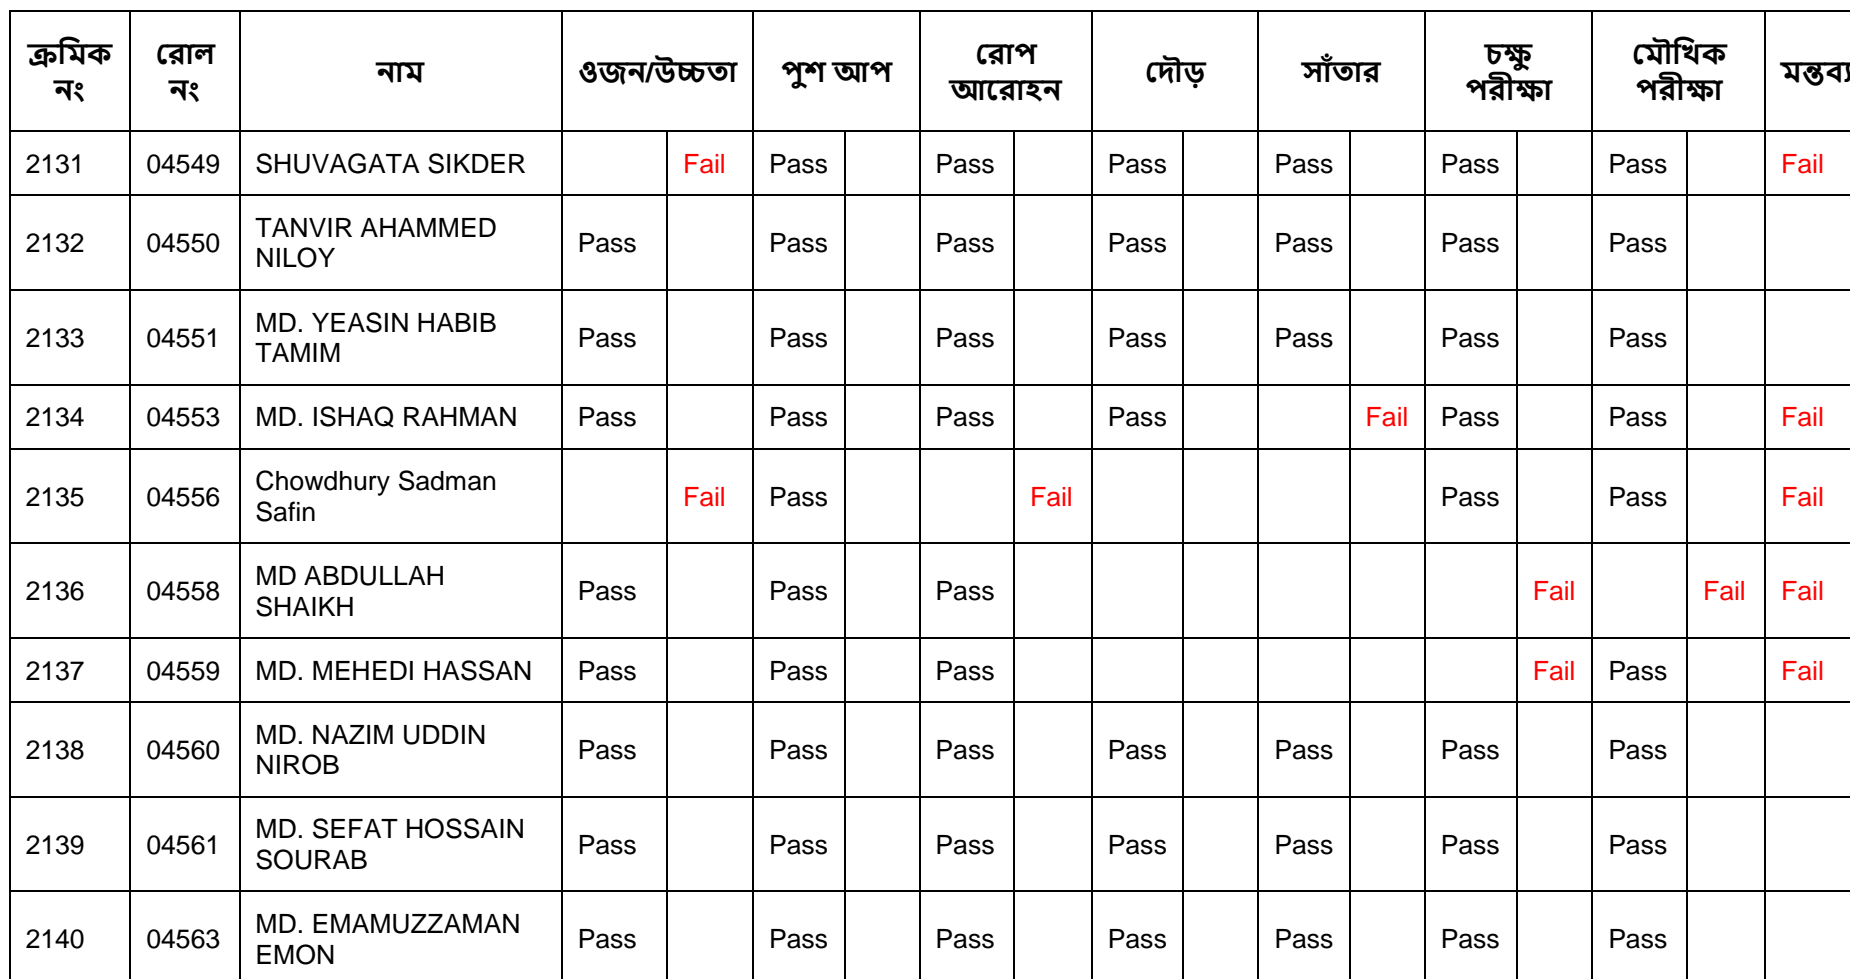 ক্রমিক নং রোল নং নাম ওজন/উচ্চতা পুশ আপ রোপ আরোহন দৌড় সাঁতার চক্ষু পরীক্ষা মৌখিক পরীক্ষা মন্তব্য
2131 04549 SHUVAGATA SIKDER Fail Pass Pass Pass Pass Pass Pass Fail
2132 04550 TANVIR AHAMMED NILOY Pass Pass Pass Pass Pass Pass Pass
2133 04551 MD. YEASIN HABIB TAMIM Pass Pass Pass Pass Pass Pass Pass
2134 04553 MD. ISHAQ RAHMAN Pass Pass Pass Pass Fail Pass Pass Fail
2135 04556 Chowdhury Sadman Safin Fail Pass Fail Pass Pass Fail
2136 04558 MD ABDULLAH SHAIKH Pass Pass Pass Fail Fail Fail
2137 04559 MD. MEHEDI HASSAN Pass Pass Pass Fail Pass Fail
2138 04560 MD. NAZIM UDDIN NIROB Pass Pass Pass Pass Pass Pass Pass
2139 04561 MD. SEFAT HOSSAIN SOURAB Pass Pass Pass Pass Pass Pass Pass
2140 04563 MD. EMAMUZZAMAN EMON Pass Pass Pass Pass Pass Pass Pass